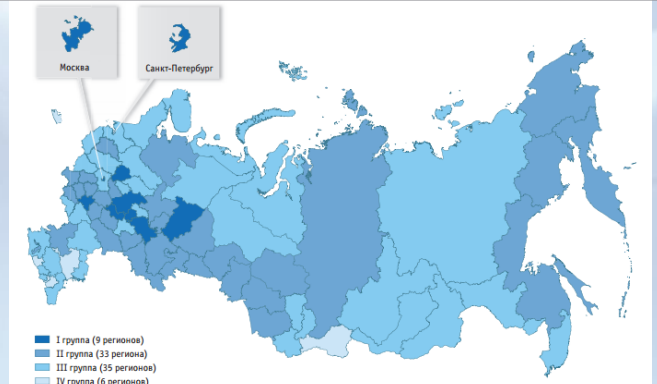 Москва
Санкт-Петербург
I группа (9 регионов)
II группа (33 региона)
III группа (35 регионов)
IV группа (6 регионов)